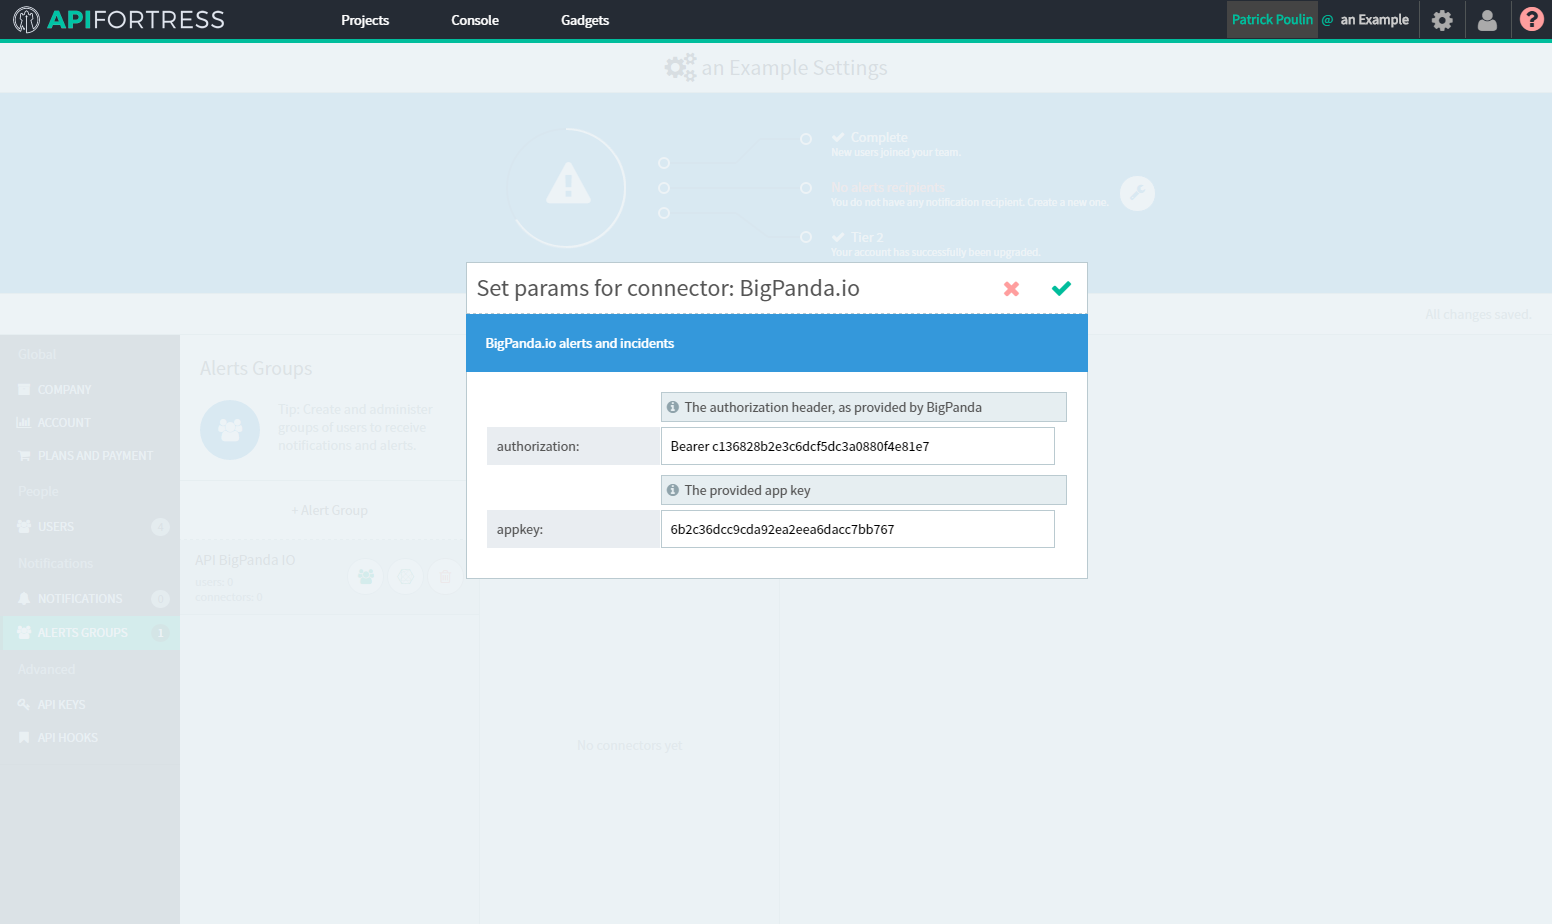 APIFORTRESS
Projects
Console
Gadgets
Patrick Poulin @ an Example
an Example Settings
Complete
New users joined your team.
No alerts recipients
You do not have any notification recipient. Create a new one.
Tier 2
Your account has successfully been upgraded.
Set params for connector: BigPanda.io
BigPanda.io alerts and incidents
The authorization header, as provided by BigPanda
authorization:
Bearer c136828b2e3c6dcf5dc3a0880f4e81e7
The provided app key
appkey:
6b2c36dcc9cda92ea2eea6dacc7bb767
All changes saved.
Global
COMPANY
ACCOUNT
PLANS AND PAYMENT
People
USERS 4
Notifications
NOTIFICATIONS 0
ALERTS GROUPS 1
Advanced
API KEYS
API HOOKS
Alerts Groups
Tip: Create and administer
groups of users to receive
notifications and alerts.
+ Alert Group
API BigPanda IO
users: 0
connectors: 0
No connectors yet